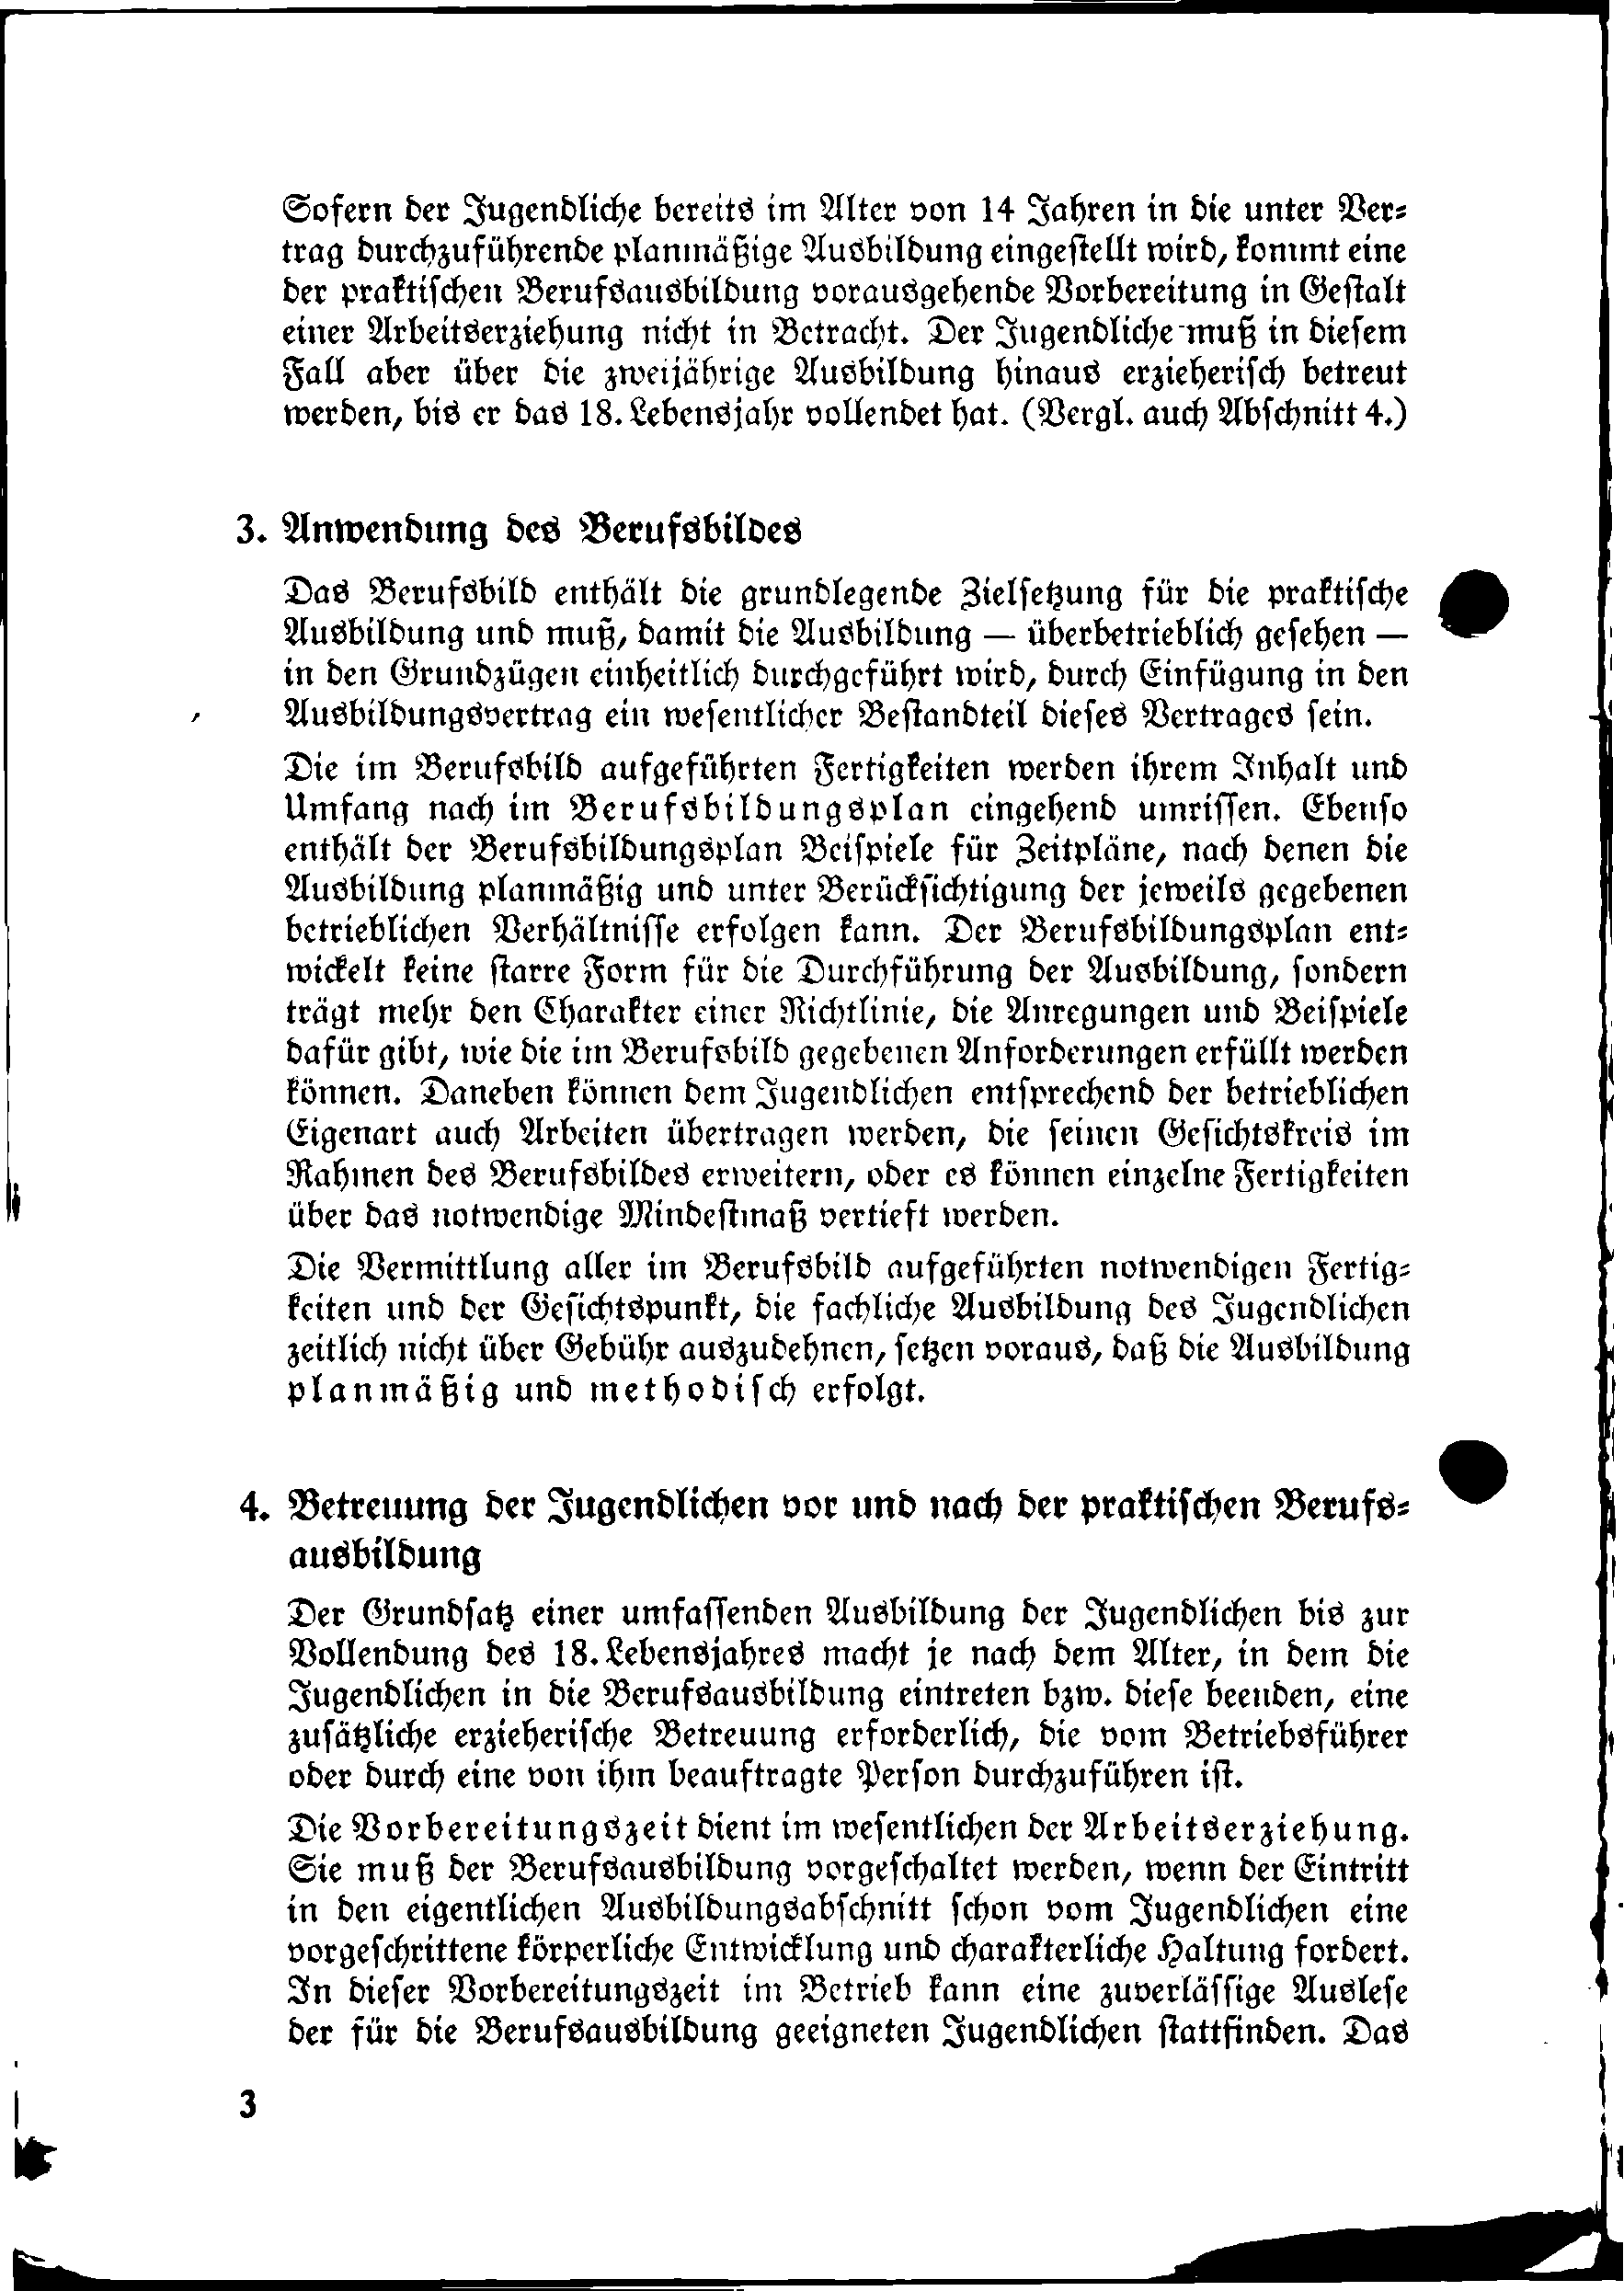 Sofern der Jugendliche bereits im Alter von 14 Jahren in die unter Ver-
trag durchzuführende planmäßige Ausbildung eingestellt wird, kommt eine
der praktischen Berufsausbildung vorausgehende Vorbereitung in Gestalt
einer Arbeitserziehung nicht in Betracht. Der Jugendliche muß in diesem
Fall aber über die zweijährige Ausbildung hinaus erzieherisch betreut
werden, bis er das 18. Lebensjahr vollendet hat. (Vergl. auch Abschnitt 4.)
3. Anwendung des Berufsbildes
Das Berufsbild enthält die grundlegende Zielsetzung für die praktische
Ausbildung und muß, damit die Ausbildung — überbetrieblich gesehen —
in den Grundzügen einheitlich durchgeführt wird, durch Einfügung in den
Ausbildungsvertrag ein wesentlicher Bestandteil dieses Vertrages sein.
Die im Berufsbild aufgeführten Fertigkeiten werden ihrem Inhalt und
Umfang nach im Berufsbildungsplan eingehend umrissen. Ebenso
enthält der Berufsbildungsplan Beispiele für Zeitpläne, nach denen die
Ausbildung planmäßig und unter Berücksichtigung der jeweils gegebenen
betrieblichen Verhältnisse erfolgen kann. Der Berufsbildungsplan ent-
wickelt keine starre Form für die Durchführung der Ausbildung, sondern
trägt mehr den Charakter einer Richtlinie, die Anregungen und Beispiele
dafür gibt, wie die im Berufsbild gegebenen Anforderungen erfüllt werden
können. Daneben können dem Jugendlichen entsprechend der betrieblichen
Eigenart auch Arbeiten übertragen werden, die seinen Gesichtskreis im
Rahmen des Berufsbildes erweitern, oder es können einzelne Fertigkeiten
über das notwendige Mindestmaß vertieft werden.
Die Vermittlung aller im Berufsbild aufgeführten notwendigen Fertig-
keiten und der Gesichtspunkt, die fachliche Ausbildung des Jugendlichen
zeitlich nicht über Gebühr auszudehnen, setzen voraus, daß die Ausbildung
planmäßig und methodisch erfolgt.
4. Betreuung der Jugendlichen vor und nach der praktischen Berufs-
ausbildung
Der Grundsatz einer umfassenden Ausbildung der Jugendlichen bis zur
Vollendung des 18. Lebensjahres macht je nach dem Alter, in dem die
Jugendlichen in die Berufsausbildung eintreten bzw. diese beenden, eine
zusätzliche erzieherische Betreuung erforderlich, die vom Betriebsführer
oder durch eine von ihm beauftragte Person durchzuführen ist.
Die Vorbereitungszeit dient im wesentlichen der Arbeitserziehung.
Sie muß der Berufsausbildung vorgeschaltet werden, wenn der Eintritt
in den eigentlichen Ausbildungsabschnitt schon vom Jugendlichen eine
vorgeschrittene körperliche Entwicklung und charakterliche Haltung fordert.
In dieser Vorbereitungszeit im Betrieb kann eine zuverlässige Auslese
der für die Berufsausbildung geeigneten Jugendlichen stattfinden. Das
3